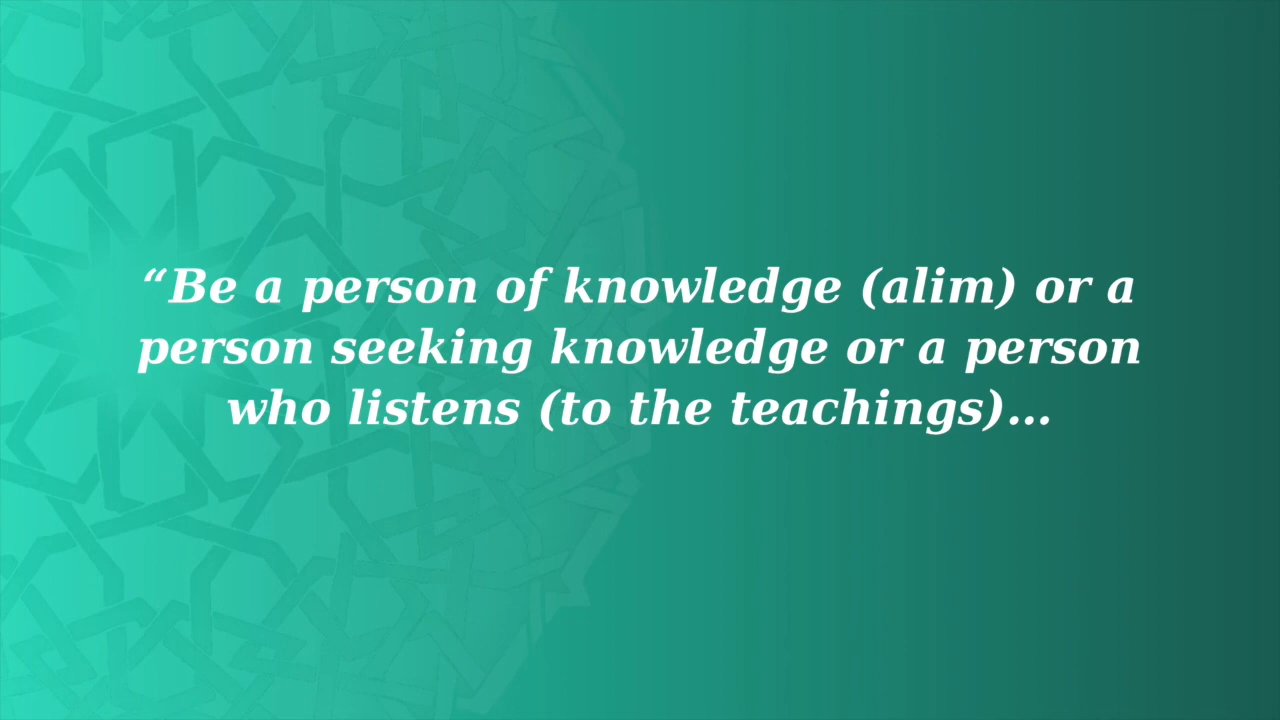 “Be a person of knowledge (alim) or a
person seeking knowledge or a person
who listens (to the teachings)…